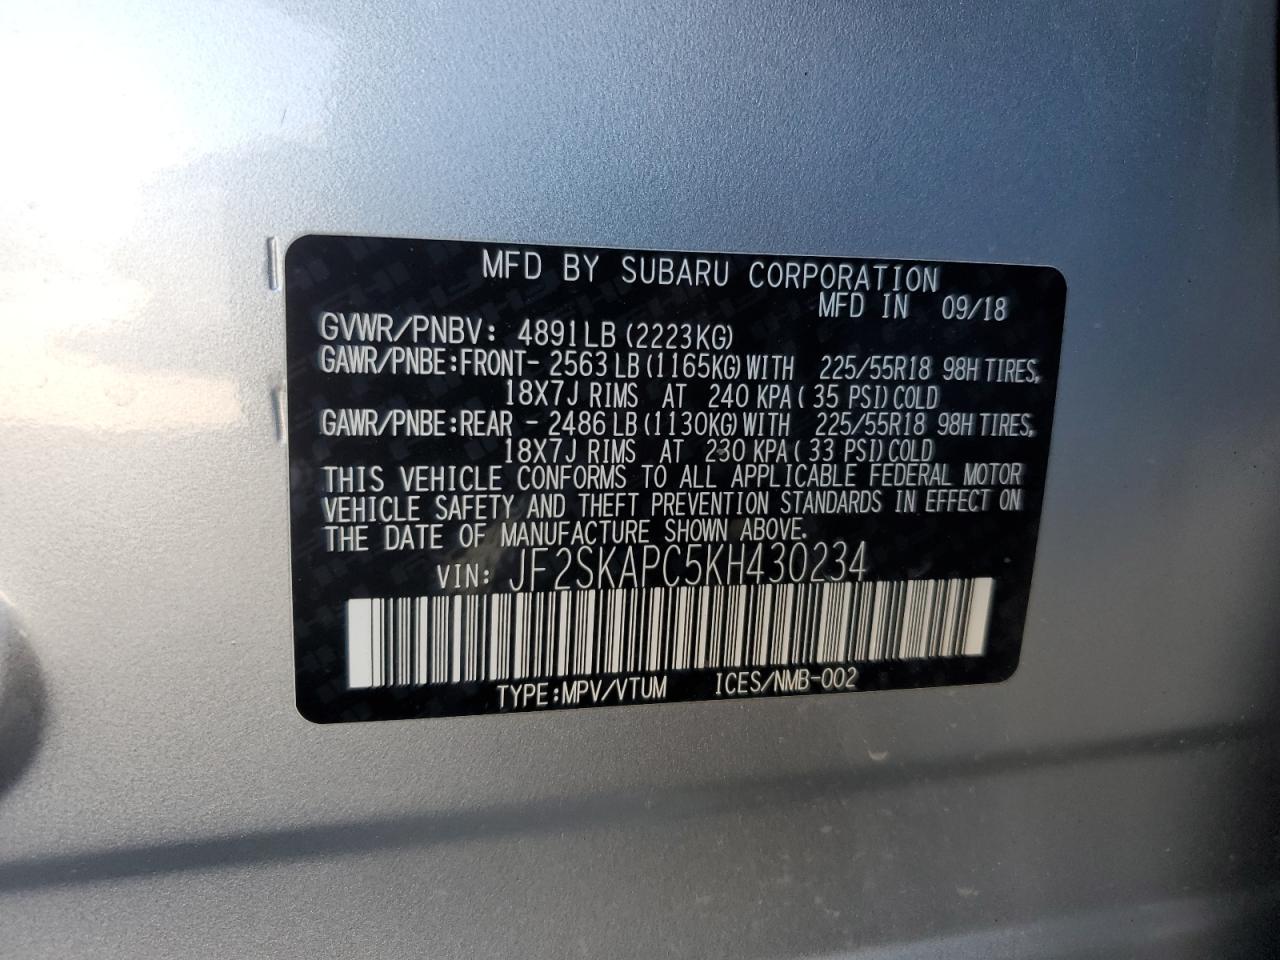 MFD BY SUBARU CORPORATION
MFD IN 09/18
GVWR/PNBV: 4891LB (2223KG)
GAWR/PNBE:FRONT- 2563 LB (1165KG) WITH 225/55R18 98H TIRES,
18X7J RIMS AT 240 KPA ( 35 PSI) COLD
GAWR/PNBE:REAR - 2486 LB (1130KG) WITH 225/55R18 98H TIRES,
18X7J RIMS AT 230 KPA ( 33 PSI) COLD
THIS VEHICLE CONFORMS TO ALL APPLICABLE FEDERAL MOTOR
VEHICLE SAFETY AND THEFT PREVENTION STANDARDS IN EFFECT ON
THE DATE OF MANUFACTURE SHOWN ABOVE.
VIN: JF2SKAPC5KH430234
TYPE:MPV/VTUM ICES/NMB-002